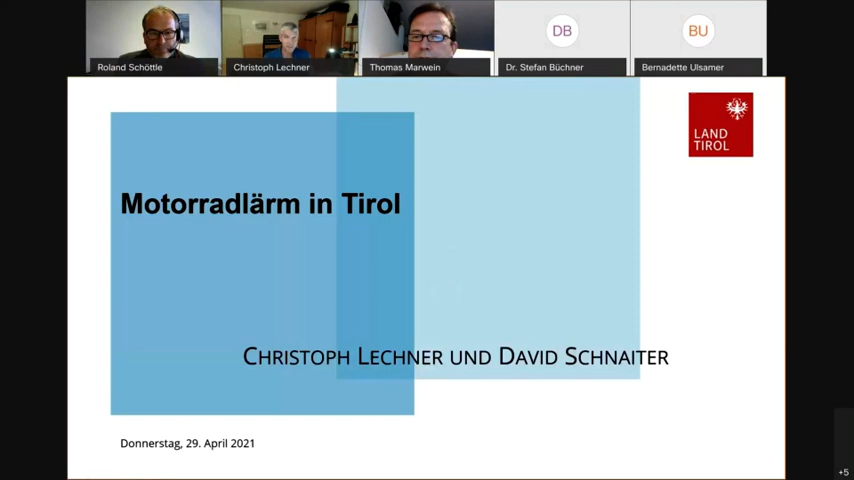 Roland Schöttle
Christoph Lechner
Thomas Marwein
DB
Dr. Stefan Büchner
BU
Bernadette Ulsamer
LAND
TIROL
Motorradlärm in Tirol
CHRISTOPH LECHNER UND DAVID SCHNAITER
Donnerstag, 29. April 2021
+5